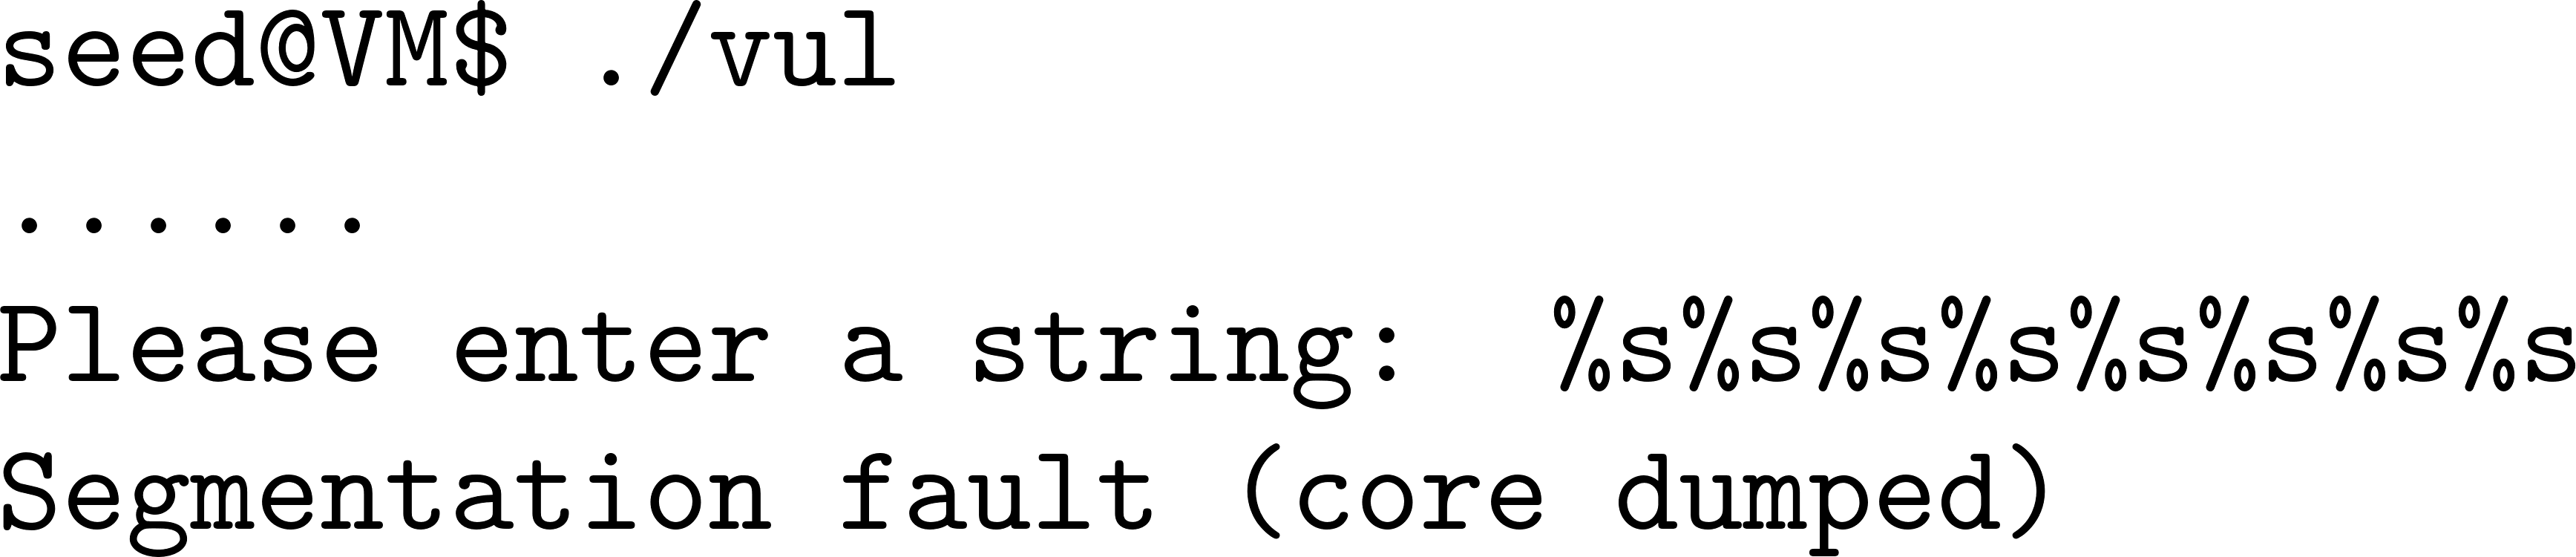 seed@VM$ ./vul
......
Please enter a string: %s%s%s%s%s%s%s%s
Segmentation fault (core dumped)